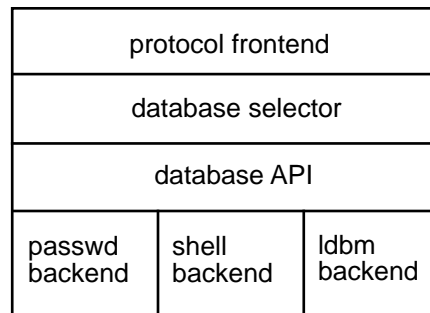 protocol frontend
database selector
database API
passwd
backend
shell
backend
ldbm
backend